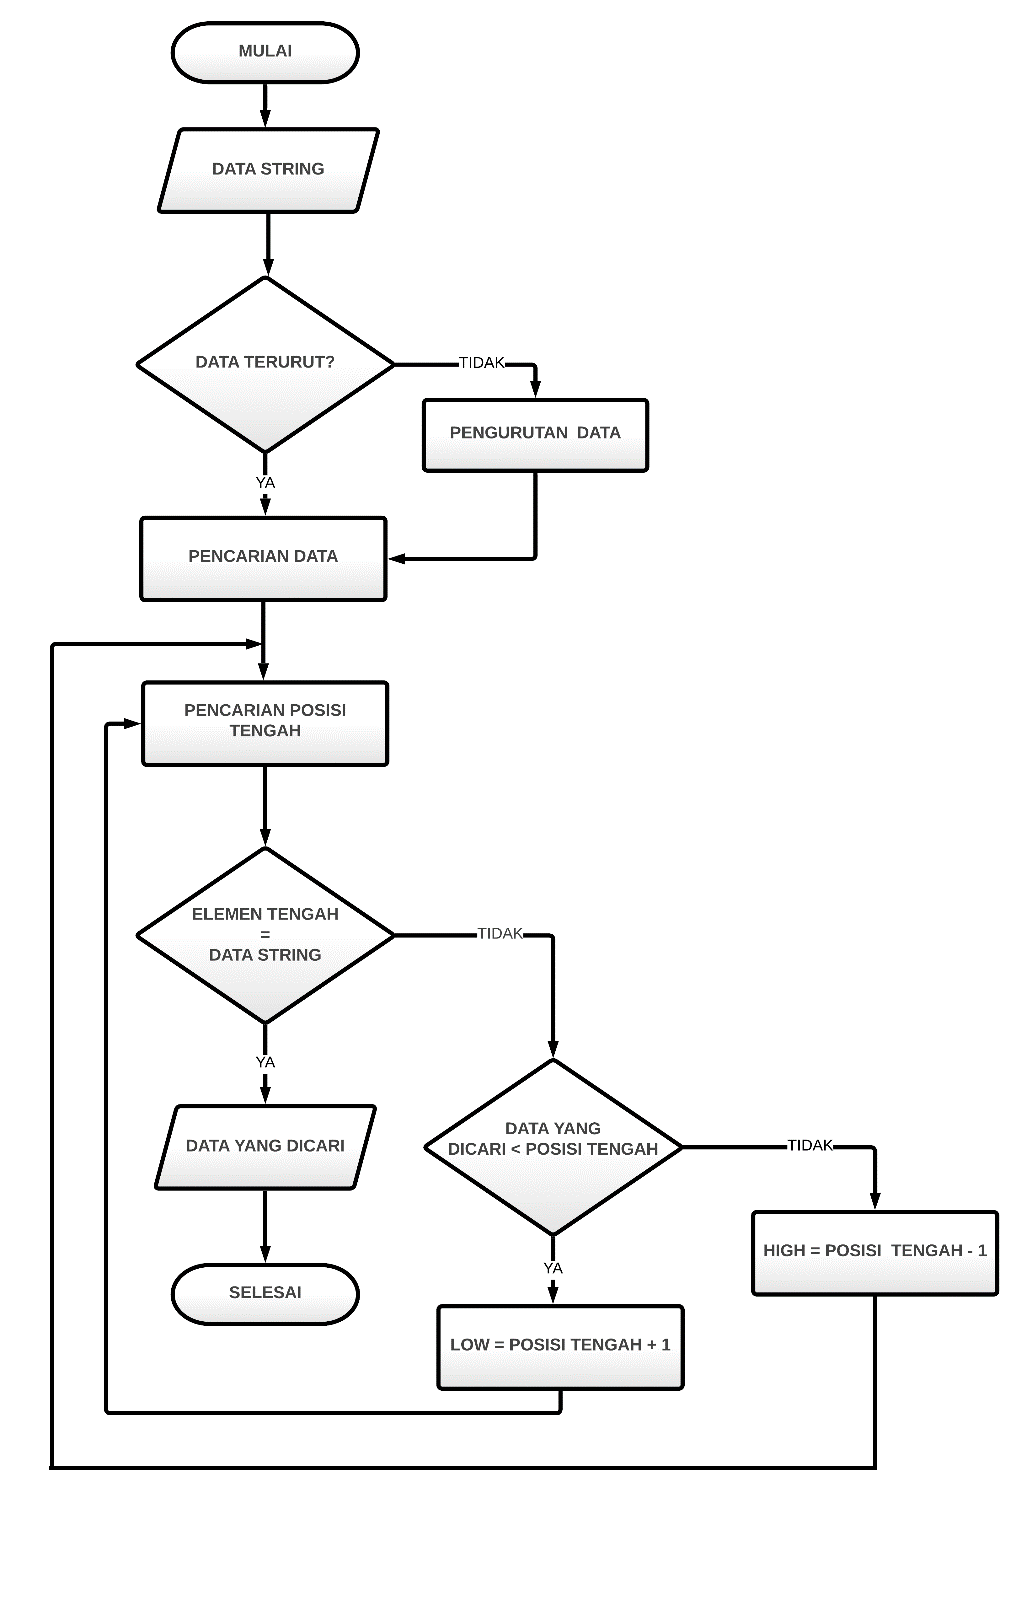 MULAI
DATA STRING
DATA TERURUT?
TIDAK
PENGURUTAN DATA
YA
PENCARIAN DATA
PENCARIAN POSISI
TENGAH
ELEMEN TENGAH
=
DATA STRING
TIDAK
YA
DATA YANG DICARI
SELESAI
DATA YANG
DICARI < POSISI TENGAH
TIDAK
HIGH = POSISI TENGAH - 1
YA
LOW = POSISI TENGAH + 1